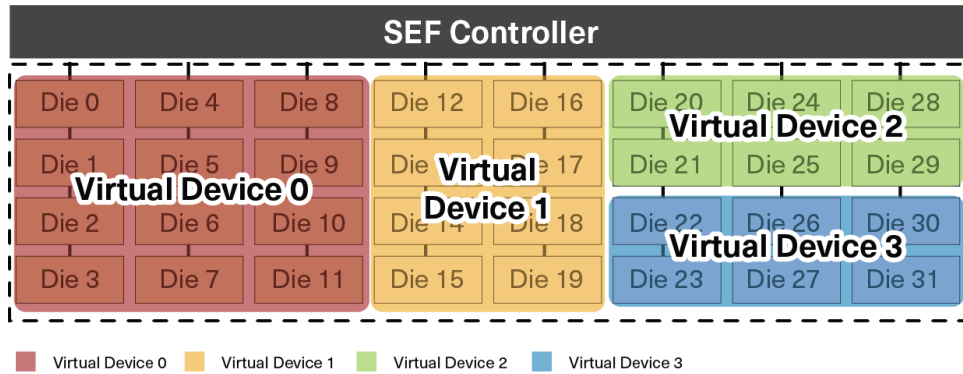 SEF Controller
Die 0 Die 4 Die 8 Die 12 Die 16 Die 20 Die 24 Die 28
Virtual Device 2
Die 1 Die 5 Die 9 17 Die 21 Die 25 Die 29
Virtual Device 0
Virtual
Device 1
Die 2 Die 6 Die 10 Die 14 Die 18 Die 22 Die 26 Die 30
Virtual Device 3
Die 3 Die 7 Die 11 Die 15 Die 19 Die 23 Die 27 Die 31
Virtual Device 0 Virtual Device 1 Virtual Device 2 Virtual Device 3